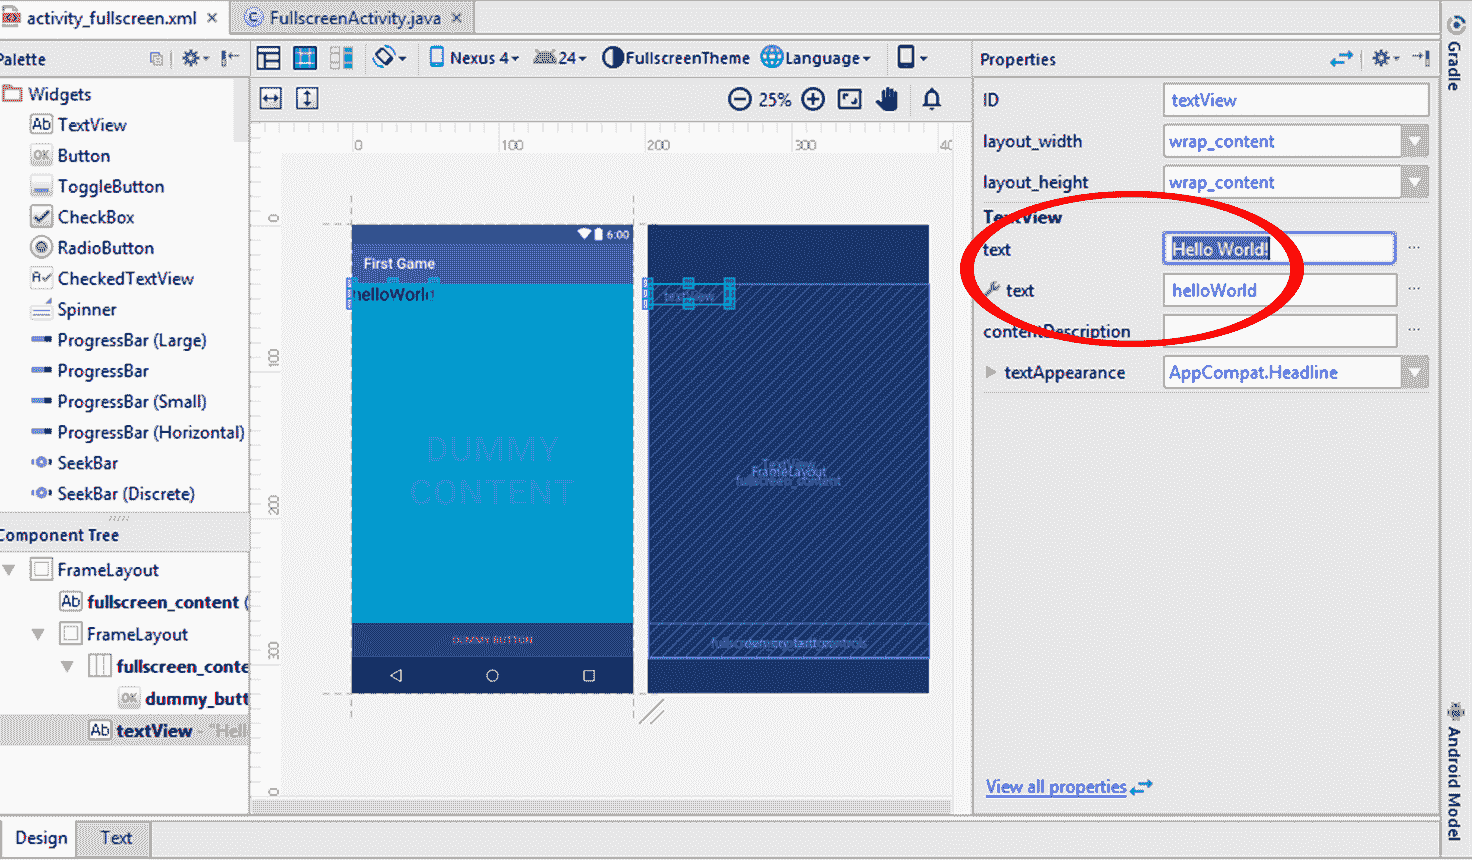 activity_fullscreen.xml × FullscreenActivity.java ×
Palette
Nexus 4 24 FullscreenTheme Language
25%
Widgets
Ab TextView
OK Button
ToggleButton
CheckBox
RadioButton
CheckedTextView
Spinner
ProgressBar (Large)
ProgressBar
ProgressBar (Small)
ProgressBar (Horizontal)
SeekBar
SeekBar (Discrete)
Component Tree
FrameLayout
Ab fullscreen_content (
FrameLayout
fullscreen_conte
OK dummy_butt
Ab textView - "Hell
0 100 200 300 40
0
100
200
300
0
6:00
First Game
helloWorld
DUMMY
CONTENT
DUMMY BUTTON
textView
TextView
FrameLayout
fullscreen_content
Properties
ID textView
layout_width wrap_content
layout_height wrap_content
TextView
text Hello World! ...
text helloWorld ...
contentDescription ...
textAppearance AppCompat.Headline
View all properties
Gradle
Android Model
Design Text